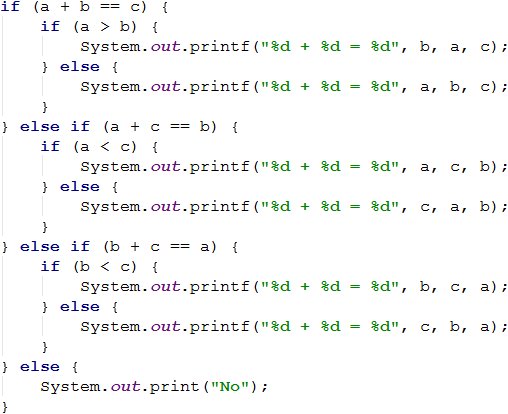 if (a + b == c) {
    if (a > b) {
        System.out.printf("%d + %d = %d", b, a, c);
    } else {
        System.out.printf("%d + %d = %d", a, b, c);
    }
} else if (a + c == b) {
    if (a < c) {
        System.out.printf("%d + %d = %d", a, c, b);
    } else {
        System.out.printf("%d + %d = %d", c, a, b);
    }
} else if (b + c == a) {
    if (b < c) {
        System.out.printf("%d + %d = %d", b, c, a);
    } else {
        System.out.printf("%d + %d = %d", c, b, a);
    }
} else {
    System.out.print("No");
}